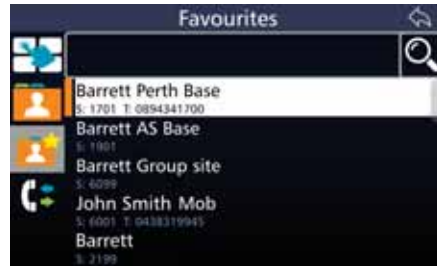 Favourites
Barrett Perth Base
S: 1701 T: 0894341700
Barrett AS Base
S: 1901
Barrett Group site
S: 6099
John Smith Mob
S: 6001 T: 0438319945
Barrett
S: 2199